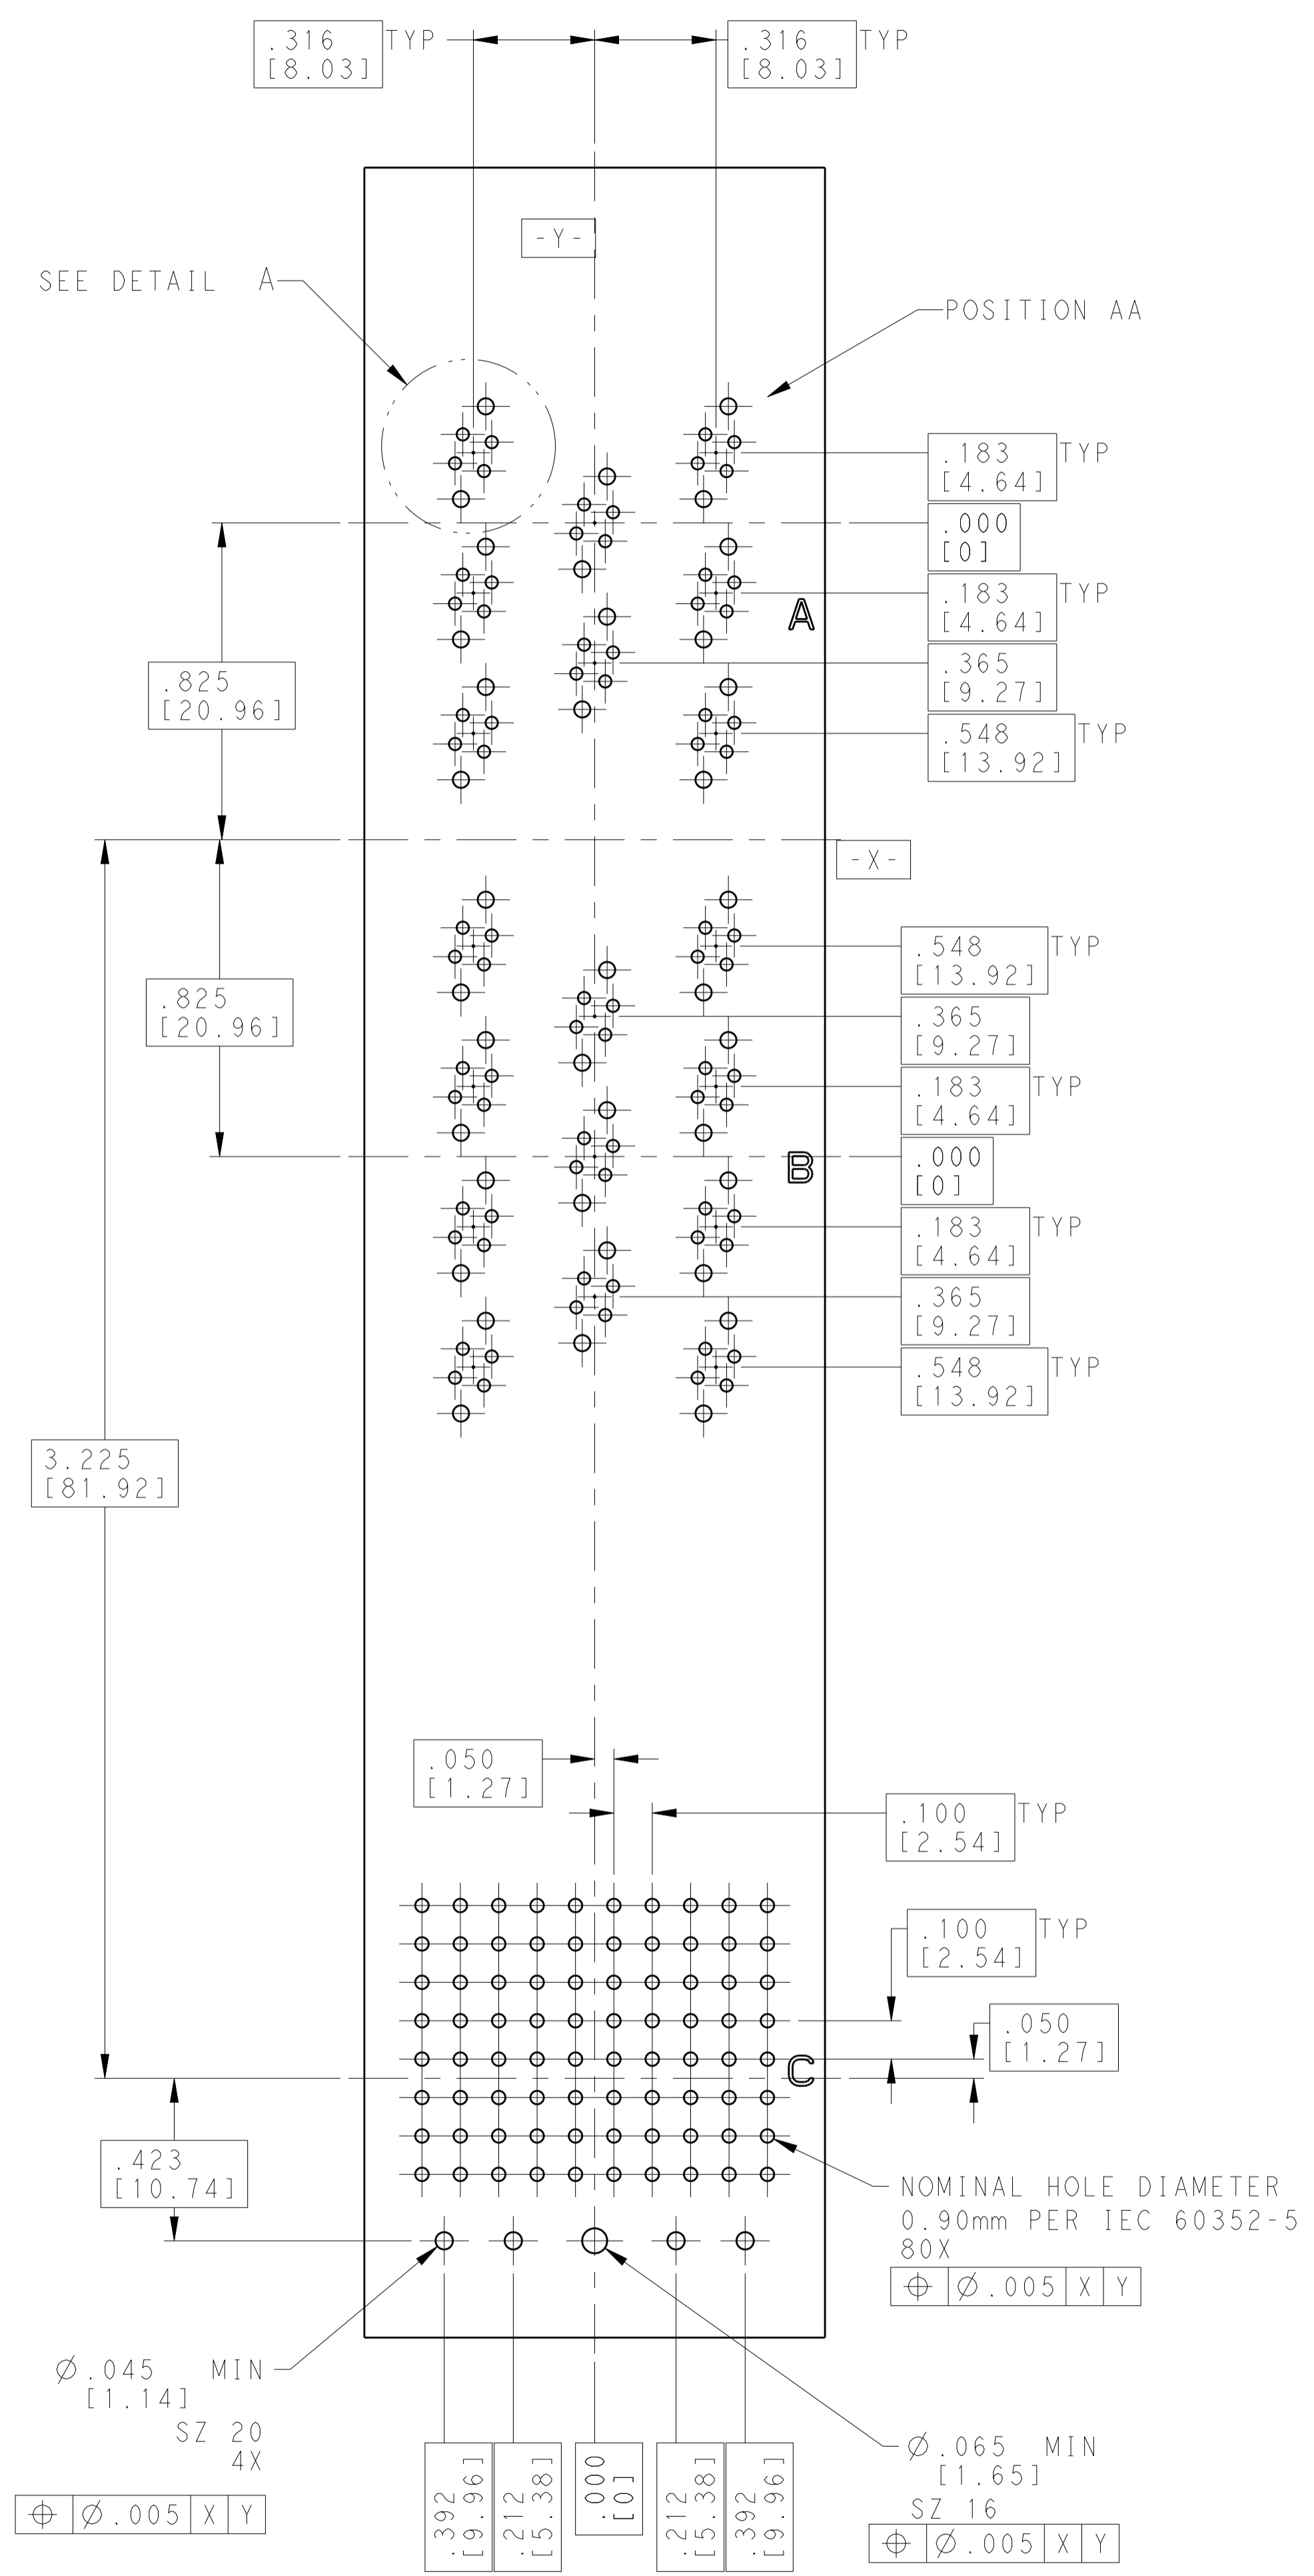 .316 TYP
[8.03]
.316 TYP
[8.03]
-Y-
SEE DETAIL A
POSITION AA
.183 TYP
[4.64]
.000
[0]
.183 TYP
[4.64]
A
.365
[9.27]
.825
[20.96]
.548 TYP
[13.92]
-X-
.548 TYP
[13.92]
.825
[20.96]
.365
[9.27]
.183 TYP
[4.64]
.000
[0]
B
.183 TYP
[4.64]
.365
[9.27]
.548 TYP
[13.92]
3.225
[81.92]
.050
[1.27]
.100 TYP
[2.54]
.100 TYP
[2.54]
.050
[1.27]
C
.423
[10.74]
NOMINAL HOLE DIAMETER
0.90mm PER IEC 60352-5
80X
⌖ Ø.005 X Y
Ø.045 MIN
[1.14]
SZ 20
4X
⌖ Ø.005 X Y
.392
[9.96]
.212
[5.38]
.000
[0]
.212
[5.38]
.392
[9.96]
Ø.065 MIN
[1.65]
SZ 16
⌖ Ø.005 X Y